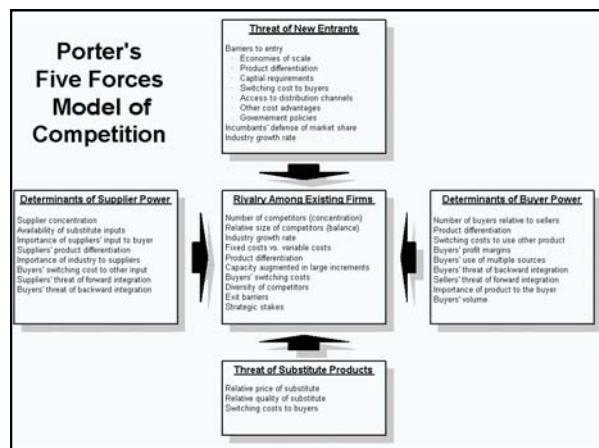 Porter's
Five Forces
Model of
Competition
Threat of New Entrants
Barriers to entry
· Economies of scale
· Product differentiation
· Captial requirements
· Switching cost to buyers
· Access to distribution channels
· Other cost advantages
· Governement policies
Incumbants' defense of market share
Industry growth rate
Determinants of Supplier Power
Supplier concentration
Availability of substitute inputs
Importance of suppliers' input to buyer
Suppliers' product differentiation
Importance of industry to suppliers
Buyers' switching cost to other input
Suppliers' threat of forward integration
Buyers' threat of backward integration
Rivalry Among Existing Firms
Number of competitors (concentration)
Relative size of competitors (balance)
Industry growth rate
Fixed costs vs. variable costs
Product differentiation
Capacity augmented in large increments
Buyers' switching costs
Diversity of competitors
Exit barriers
Strategic stakes
Determinants of Buyer Power
Number of buyers relative to sellers
Product differentiation
Switching costs to use other product
Buyers' profit margins
Buyers' use of multiple sources
Buyers' threat of backward integration
Sellers' threat of forward integration
Importance of product to the buyer
Buyers' volume
Threat of Substitute Products
Relative price of substitute
Relative quality of substitute
Switching costs to buyers